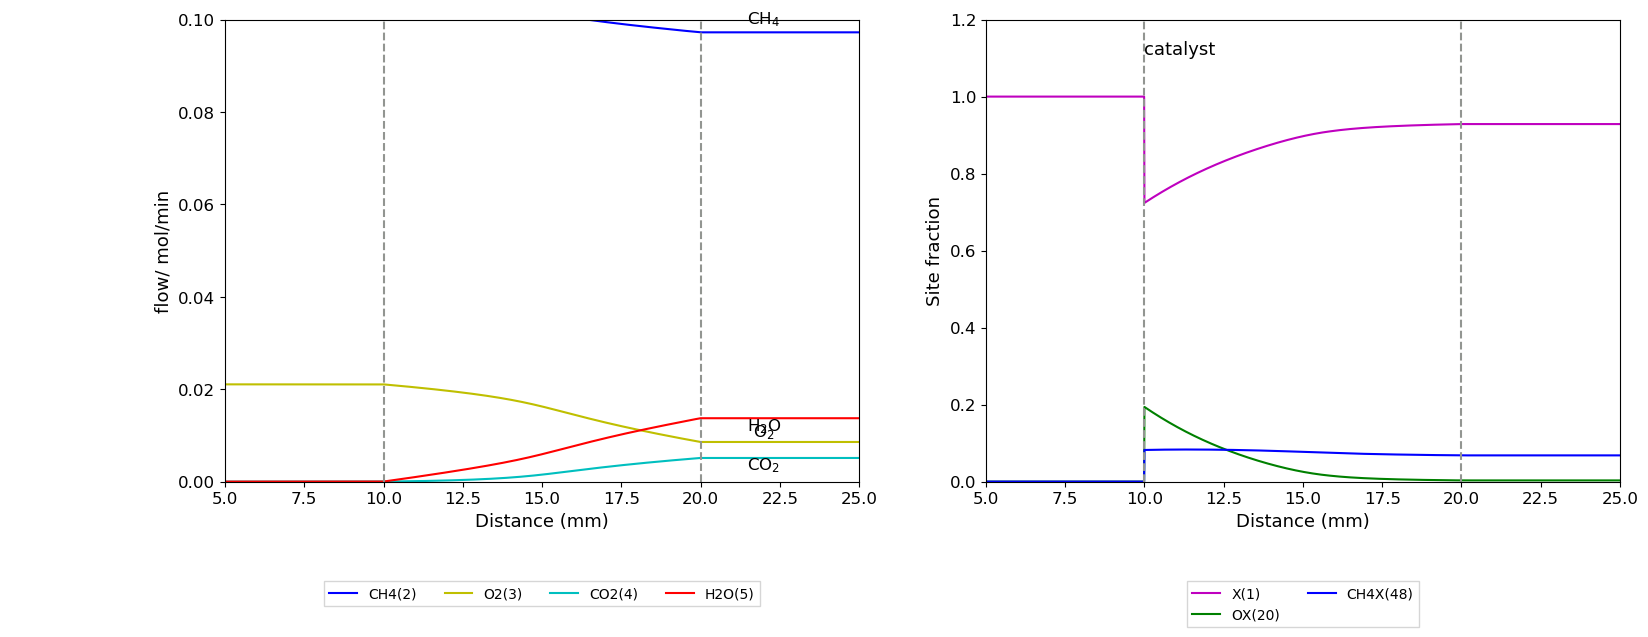 0.10
0.08
0.06
0.04
0.02
0.00
flow/ mol/min
5.0 7.5 10.0 12.5 15.0 17.5 20.0 22.5 25.0
Distance (mm)
CH₄
H₂O
O₂
CO₂
CH4(2) O2(3) CO2(4) H2O(5)
1.2
1.0
0.8
0.6
0.4
0.2
0.0
Site fraction
catalyst
5.0 7.5 10.0 12.5 15.0 17.5 20.0 22.5 25.0
Distance (mm)
X(1) CH4X(48)
OX(20)